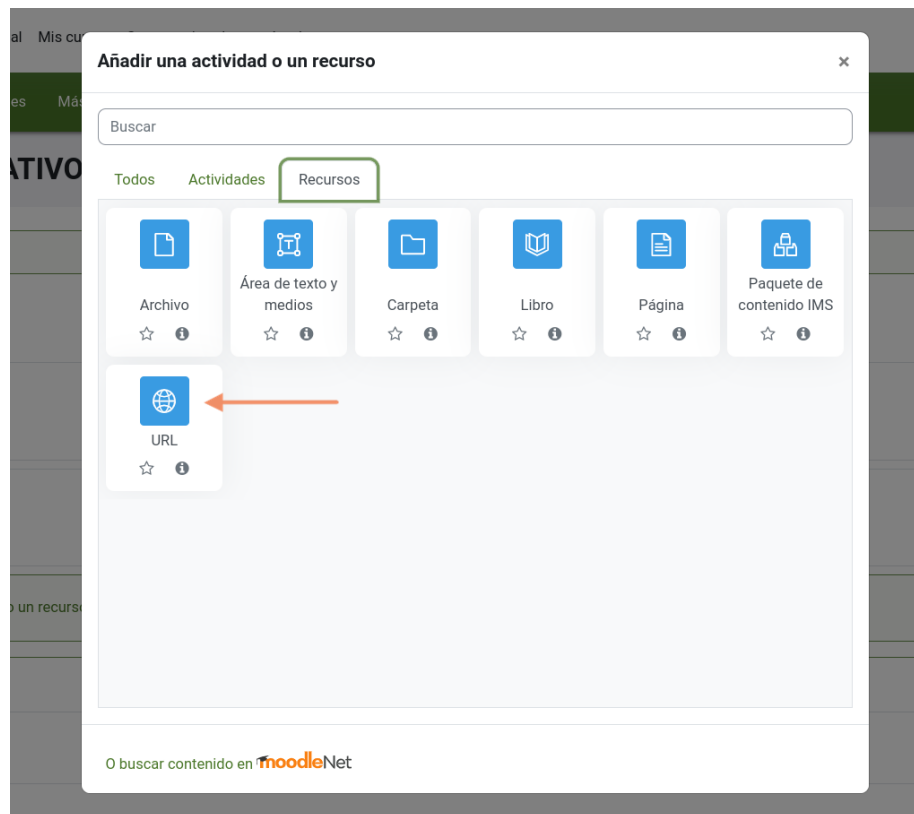 al Mis cu
Añadir una actividad o un recurso
×
es Más
Buscar
ATIVO
Todos Actividades Recursos
Archivo
Área de texto y
medios
Carpeta
Libro
Página
Paquete de
contenido IMS
URL
o un recurso
O buscar contenido en moodleNet